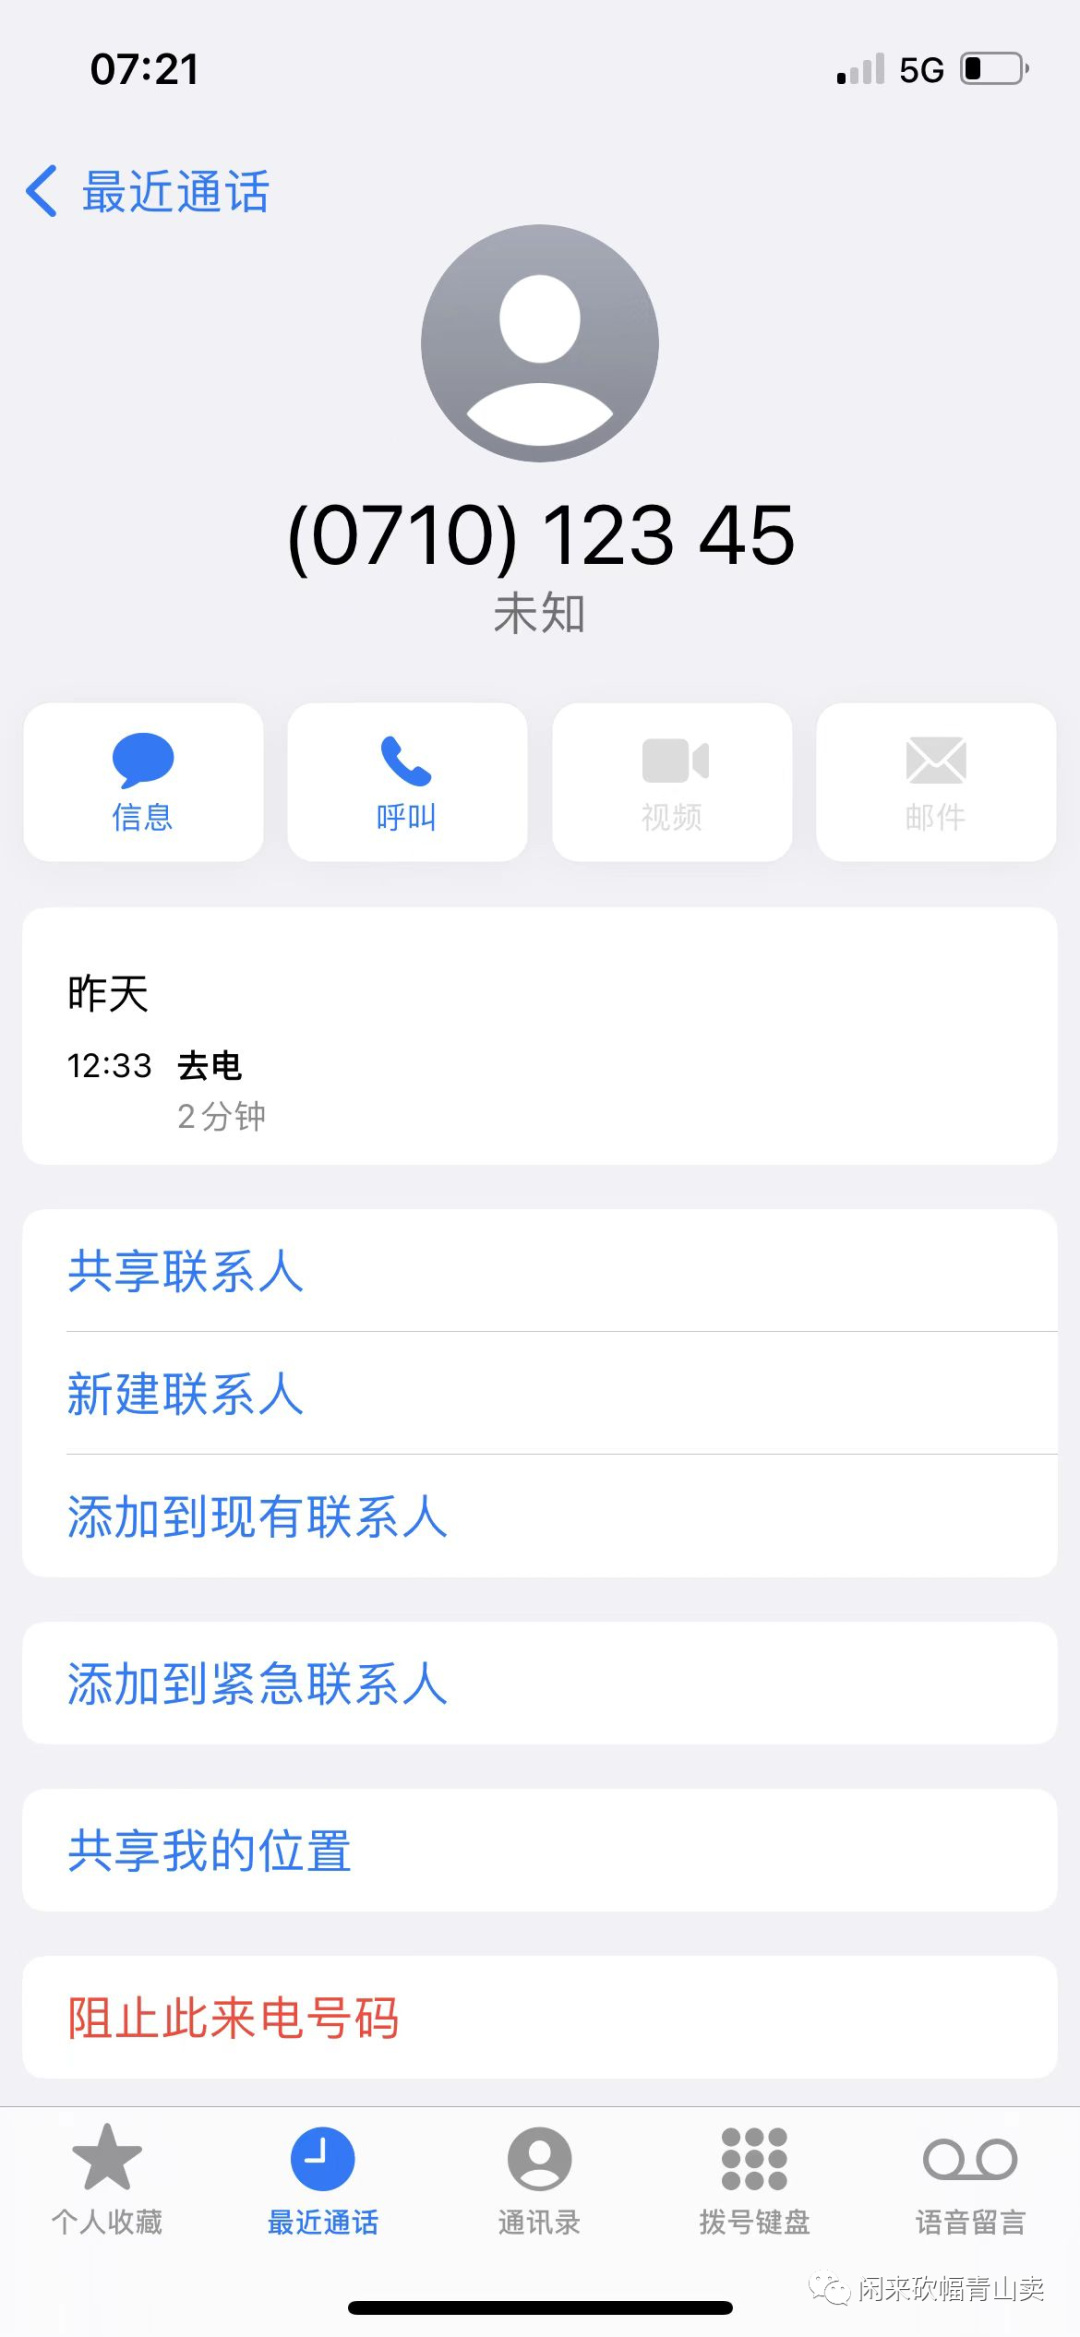 07:21
5G
最近通话
(0710) 123 45
未知
信息
呼叫
视频
邮件
昨天
12:33 去电
2分钟
共享联系人
新建联系人
添加到现有联系人
添加到紧急联系人
共享我的位置
阻止此来电号码
个人收藏
最近通话
通讯录
拨号键盘
语音留言
闲来砍幅青山卖